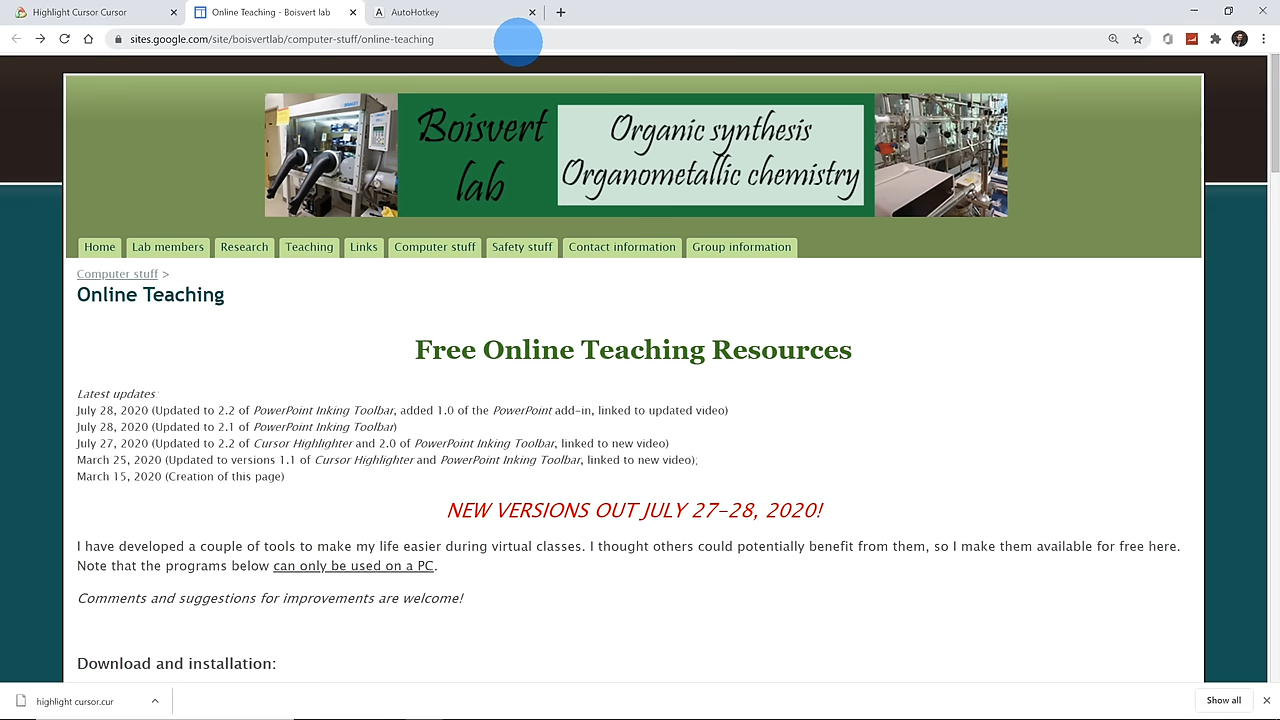 Highlight Cursor Cursor
Online Teaching - Boisvert lab
AutoHotkey
sites.google.com/site/boisvertlab/computer-stuff/online-teaching
Boisvert
lab
Organic synthesis
Organometallic chemistry
Home Lab members Research Teaching Links Computer stuff Safety stuff Contact information Group information
Computer stuff >
Online Teaching
Free Online Teaching Resources
Latest updates:
July 28, 2020 (Updated to 2.2 of PowerPoint Inking Toolbar, added 1.0 of the PowerPoint add-in, linked to updated video)
July 28, 2020 (Updated to 2.1 of PowerPoint Inking Toolbar)
July 27, 2020 (Updated to 2.2 of Cursor Highlighter and 2.0 of PowerPoint Inking Toolbar, linked to new video)
March 25, 2020 (Updated to versions 1.1 of Cursor Highlighter and PowerPoint Inking Toolbar, linked to new video);
March 15, 2020 (Creation of this page)
NEW VERSIONS OUT JULY 27-28, 2020!
I have developed a couple of tools to make my life easier during virtual classes. I thought others could potentially benefit from them, so I make them available for free here.
Note that the programs below can only be used on a PC.
Comments and suggestions for improvements are welcome!
Download and installation:
highlight cursor.cur
Show all